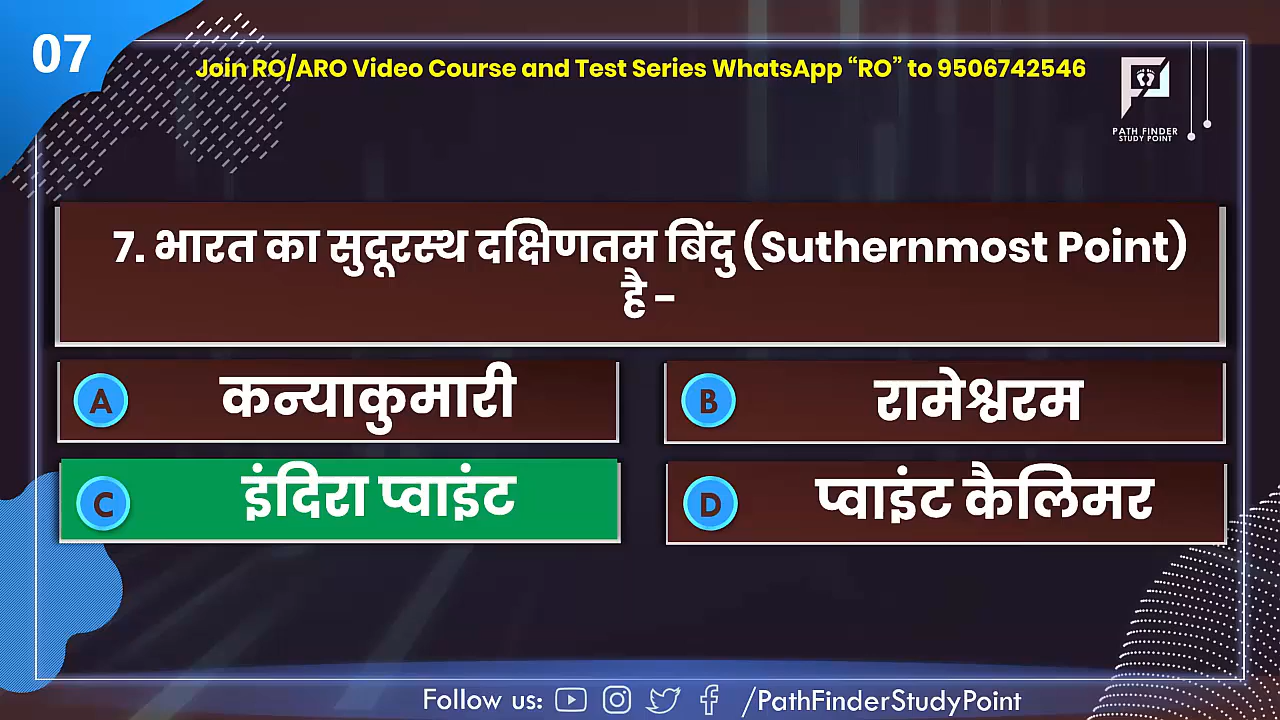 07
Join RO/ARO Video Course and Test Series WhatsApp “RO” to 9506742546
PATH FINDER
STUDY POINT
7. भारत का सुदूरस्थ दक्षिणतम बिंदु (Suthernmost Point)
है -
A कन्याकुमारी
B रामेश्वरम
C इंदिरा प्वाइंट
D प्वाइंट कैलिमर
Follow us: /PathFinderStudyPoint